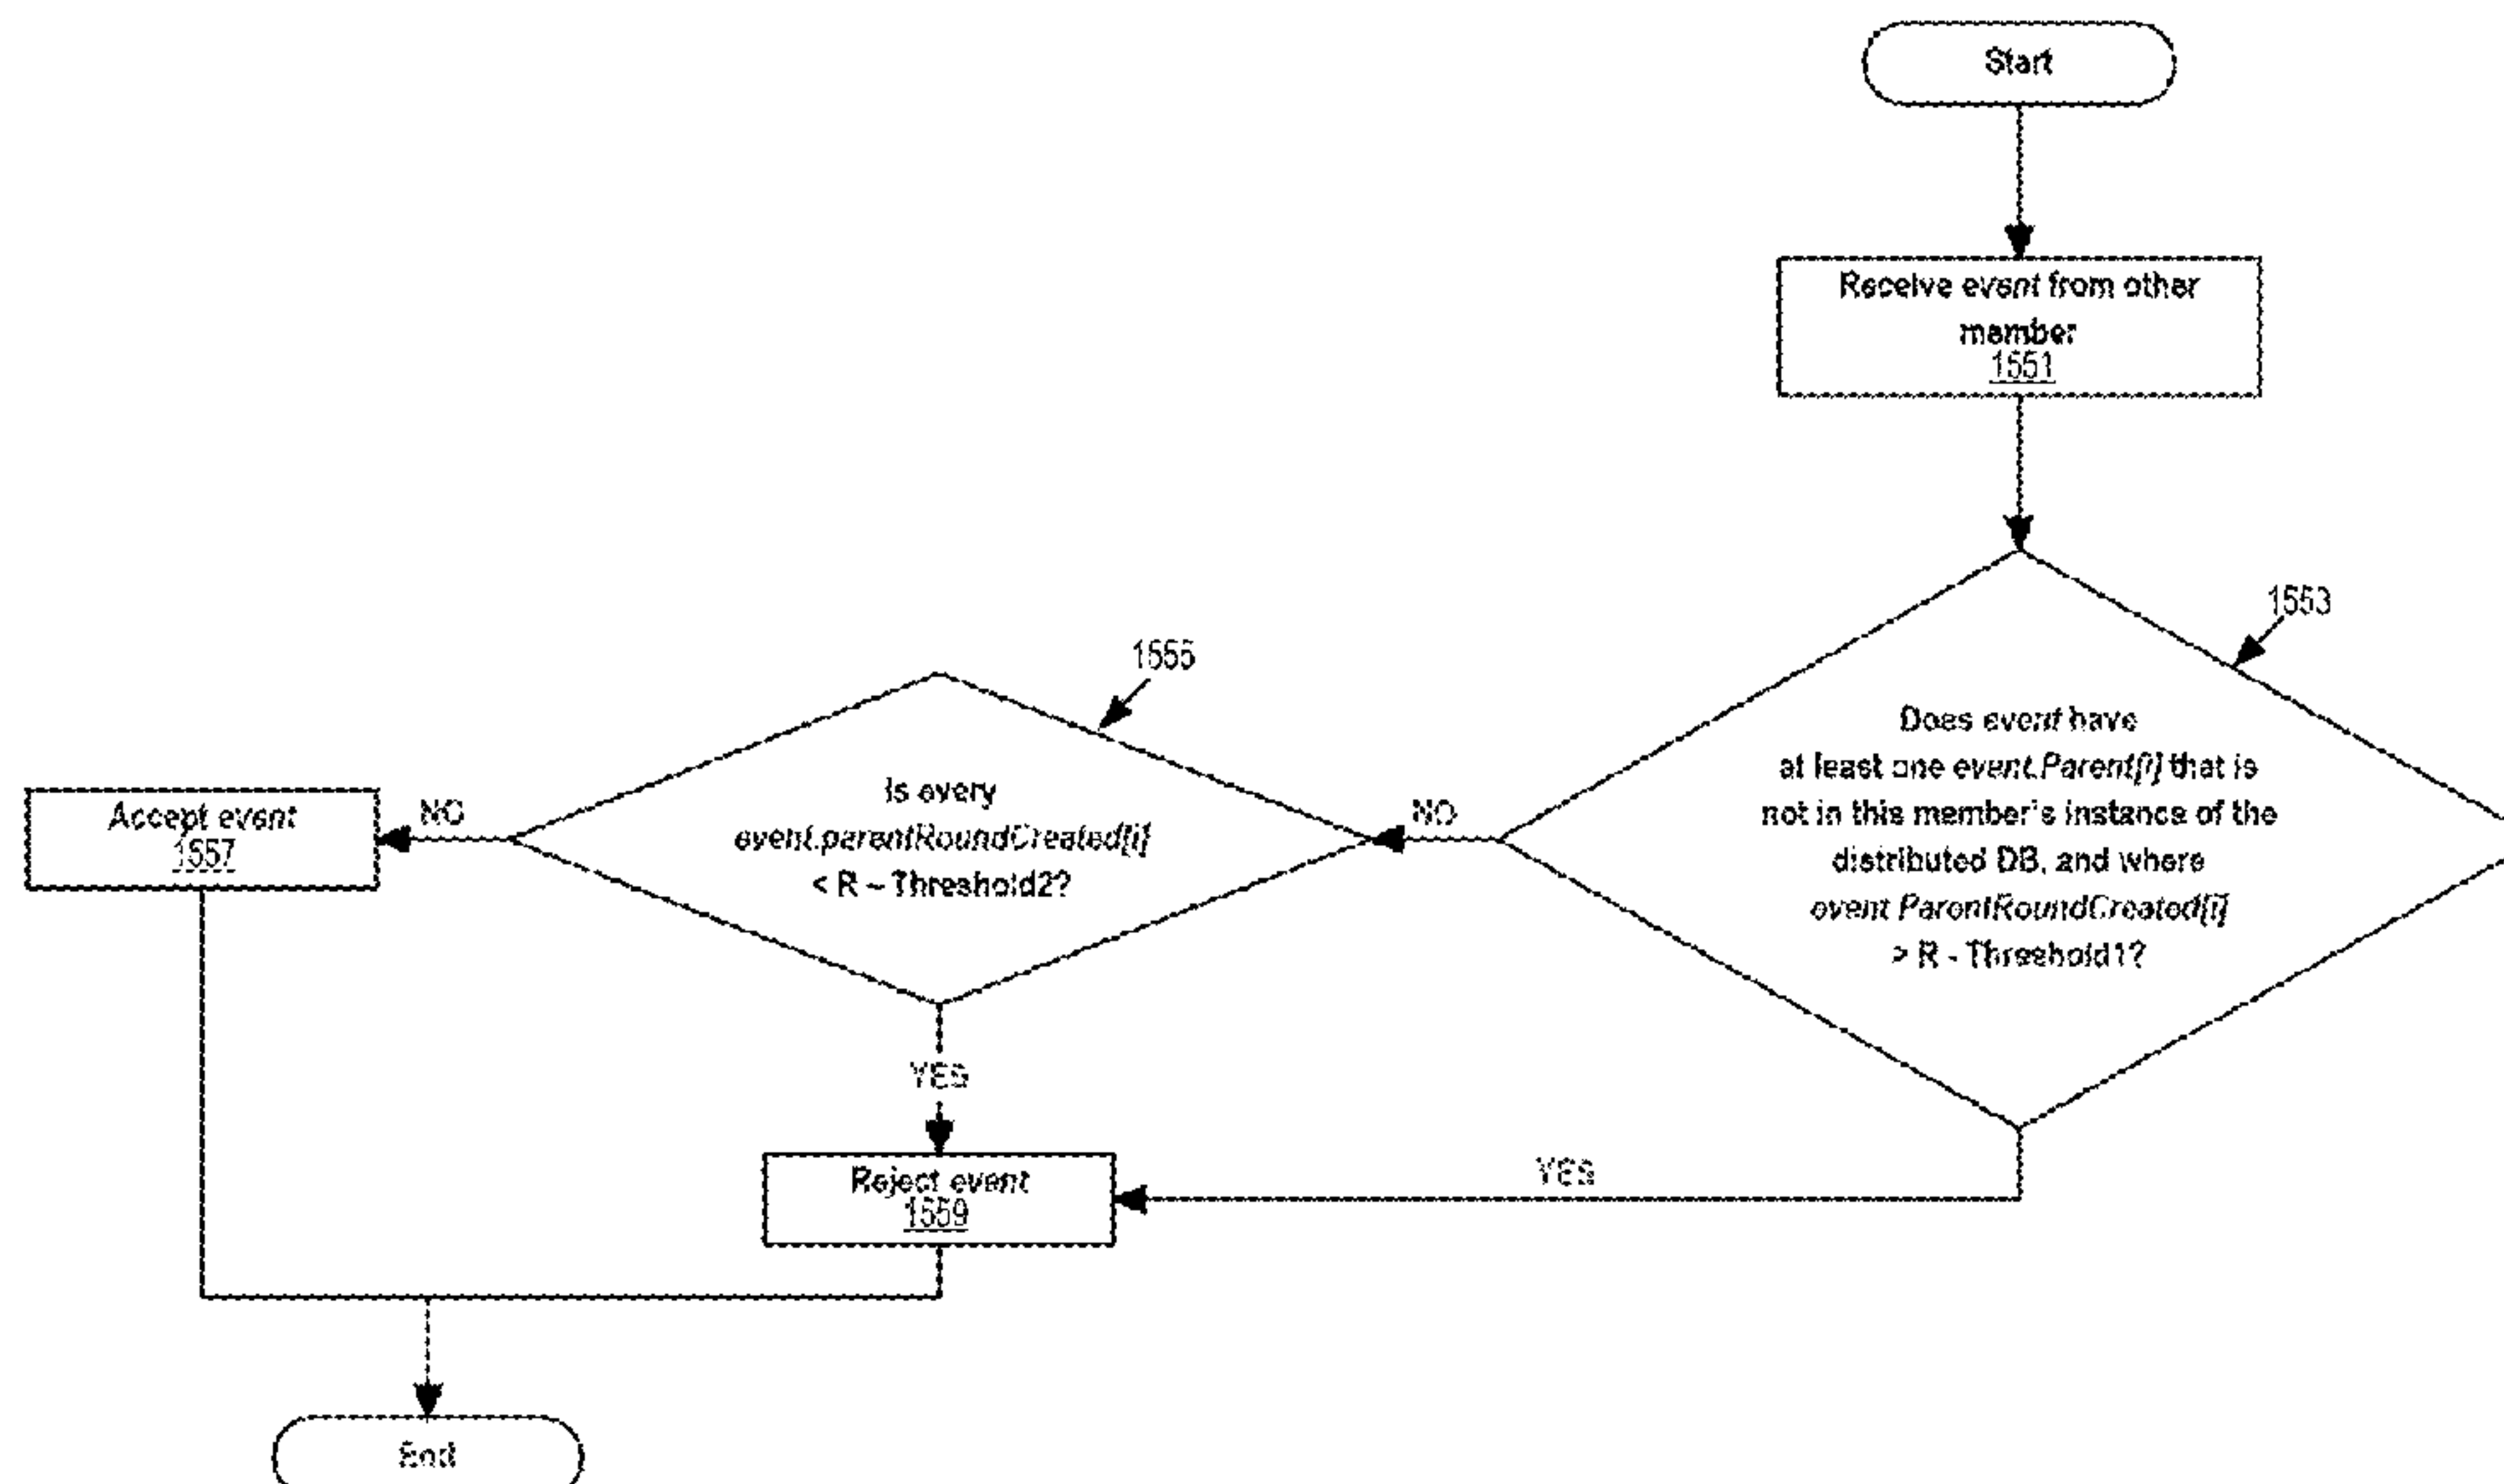 Start
Receive event from other
member
1551
1553
Does event have
at least one event.Parent[i] that is
not in this member's instance of the
distributed DB, and where
event.ParentRoundCreated[i]
> R - Threshold1?
NO
1555
Is every
event.parentRoundCreated[i]
< R – Threshold2?
NO
Accept event
1557
YES
YES
Reject event
1559
End